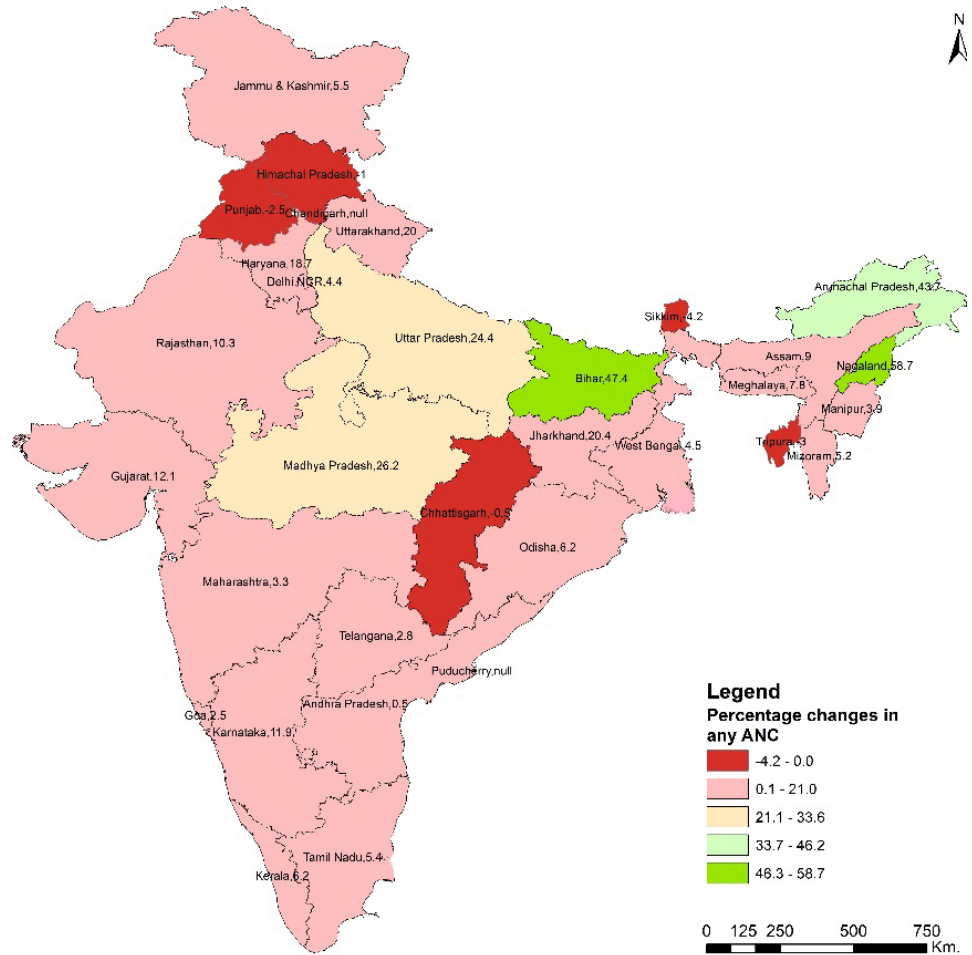 N
Jammu & Kashmir,5.5
Himachal Pradesh,-1
Punjab,-2.5
Chandigarh,null
Uttarakhand,20
Haryana,18.7
Delhi NCR,4.4
Arunachal Pradesh,43.7
Sikkim,-4.2
Rajasthan,10.3
Uttar Pradesh,24.4
Assam,9
Nagaland,58.7
Bihar,47.4
Meghalaya,7.8
Manipur,3.9
Jharkhand,20.4
West Bengal,4.5
Tripura,-3
Mizoram,5.2
Madhya Pradesh,26.2
Gujarat,12.1
Chhattisgarh,-0.5
Odisha,6.2
Maharashtra,3.3
Telangana,2.8
Puducherry,null
Goa,2.5
Andhra Pradesh,0.5
Karnataka,11.9
Tamil Nadu,5.4
Kerala,6.2
Legend
Percentage changes in
any ANC
-4.2 - 0.0
0.1 - 21.0
21.1 - 33.6
33.7 - 46.2
46.3 - 58.7
0 125 250 500 750
Km.